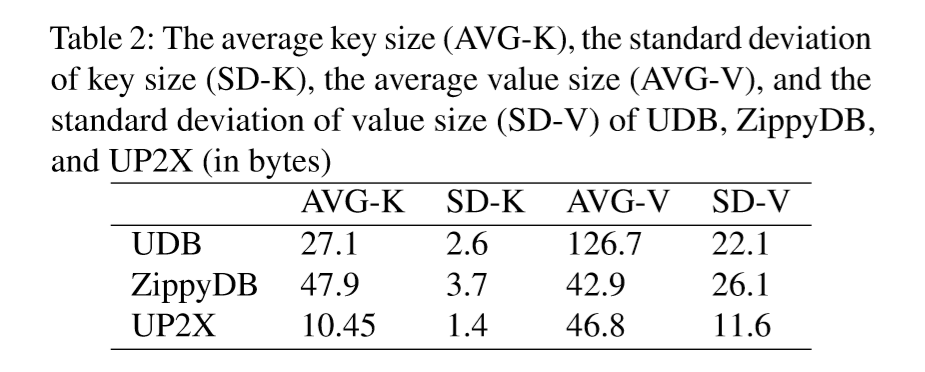 Table 2: The average key size (AVG-K), the standard deviation
of key size (SD-K), the average value size (AVG-V), and the
standard deviation of value size (SD-V) of UDB, ZippyDB,
and UP2X (in bytes)
AVG-K SD-K AVG-V SD-V
UDB 27.1 2.6 126.7 22.1
ZippyDB 47.9 3.7 42.9 26.1
UP2X 10.45 1.4 46.8 11.6